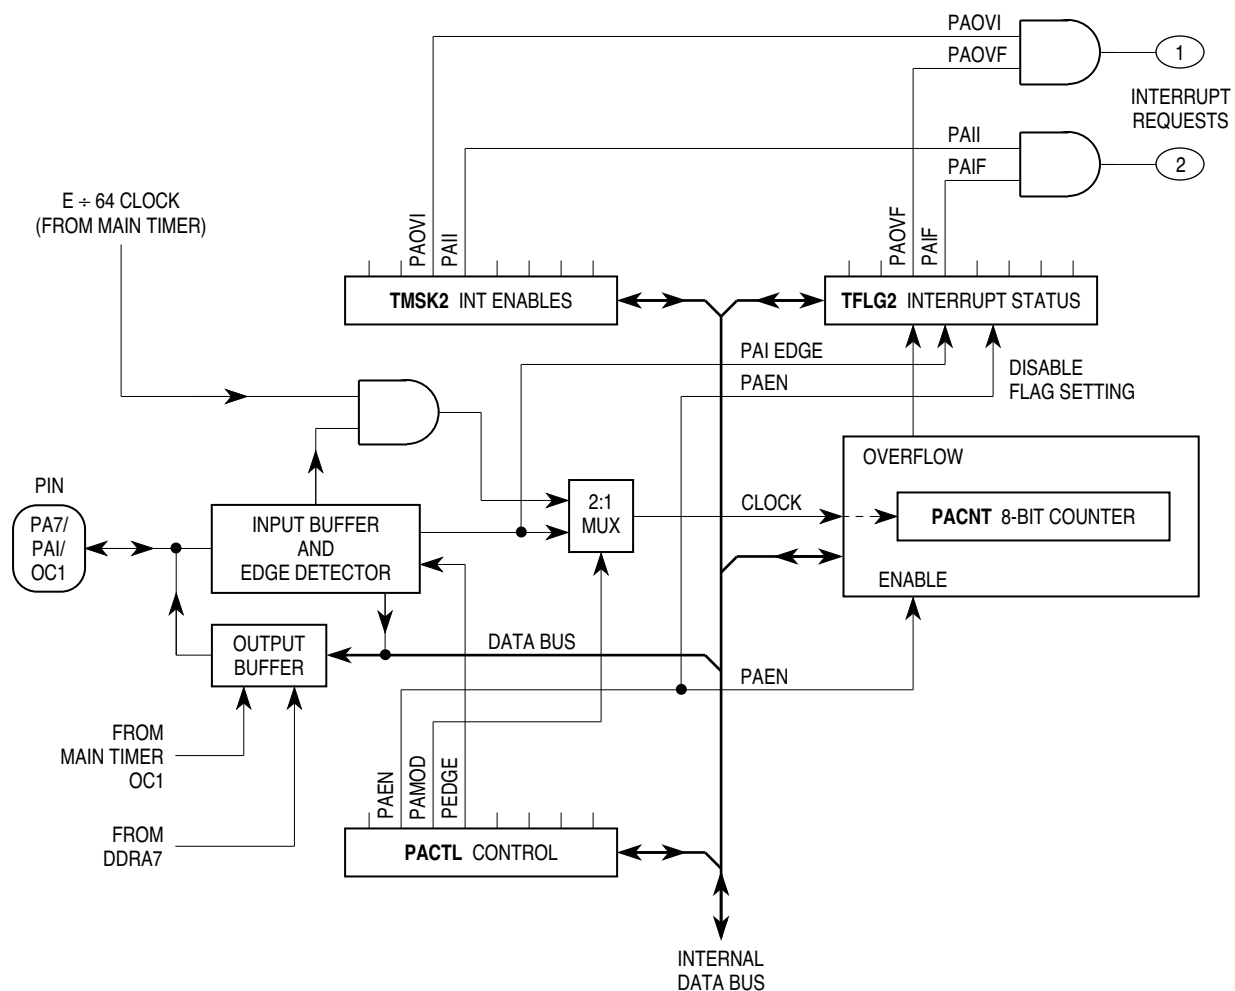 PAOVI
1
PAOVF
INTERRUPT
REQUESTS
PAII
2
PAIF
E ÷ 64 CLOCK
(FROM MAIN TIMER)
PAOVI
PAII
PAOVF
PAIF
TMSK2 INT ENABLES
TFLG2 INTERRUPT STATUS
PAI EDGE
DISABLE
FLAG SETTING
PAEN
OVERFLOW
PIN
PA7/
PAI/
OC1
INPUT BUFFER
AND
EDGE DETECTOR
2:1
MUX
CLOCK
PACNT 8-BIT COUNTER
ENABLE
OUTPUT
BUFFER
DATA BUS
PAEN
FROM
MAIN TIMER
OC1
PAEN
PAMOD
PEDGE
FROM
DDRA7
PACTL CONTROL
INTERNAL
DATA BUS